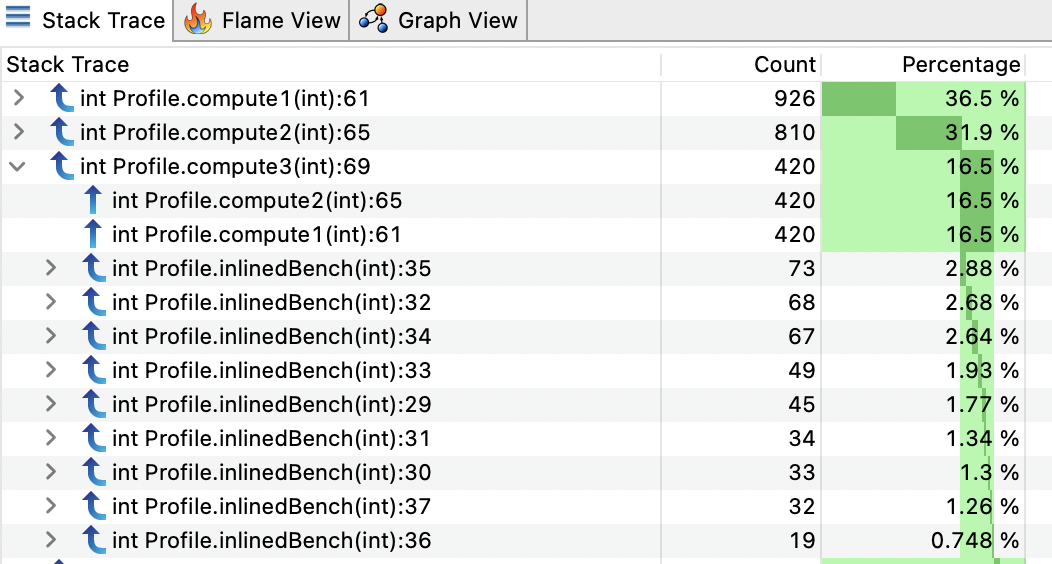 Stack Trace Flame View Graph View
Stack Trace Count Percentage
int Profile.compute1(int):61 926 36.5 %
int Profile.compute2(int):65 810 31.9 %
int Profile.compute3(int):69 420 16.5 %
int Profile.compute2(int):65 420 16.5 %
int Profile.compute1(int):61 420 16.5 %
int Profile.inlinedBench(int):35 73 2.88 %
int Profile.inlinedBench(int):32 68 2.68 %
int Profile.inlinedBench(int):34 67 2.64 %
int Profile.inlinedBench(int):33 49 1.93 %
int Profile.inlinedBench(int):29 45 1.77 %
int Profile.inlinedBench(int):31 34 1.34 %
int Profile.inlinedBench(int):30 33 1.3 %
int Profile.inlinedBench(int):37 32 1.26 %
int Profile.inlinedBench(int):36 19 0.748 %